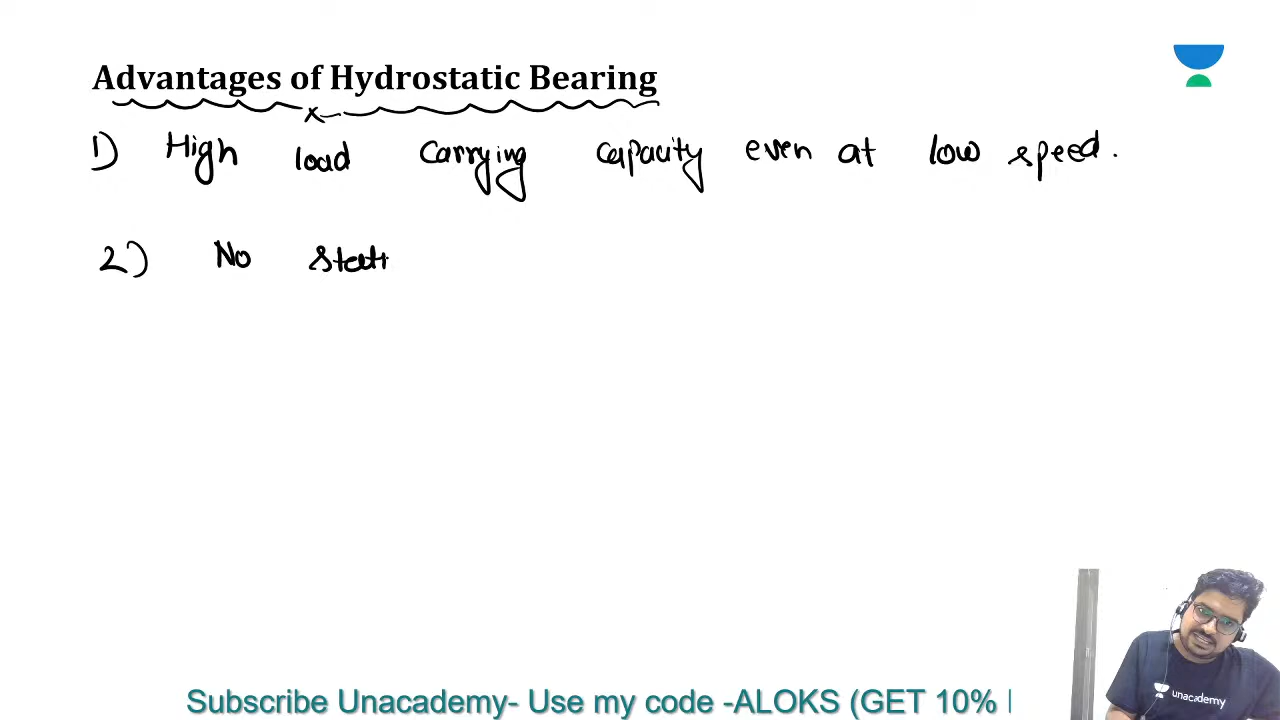 Advantages of Hydrostatic Bearing
1) High load carrying capacity even at low speed.
2) No
Subscribe Unacademy- Use my code -ALOKS (GET 10%
unacademy